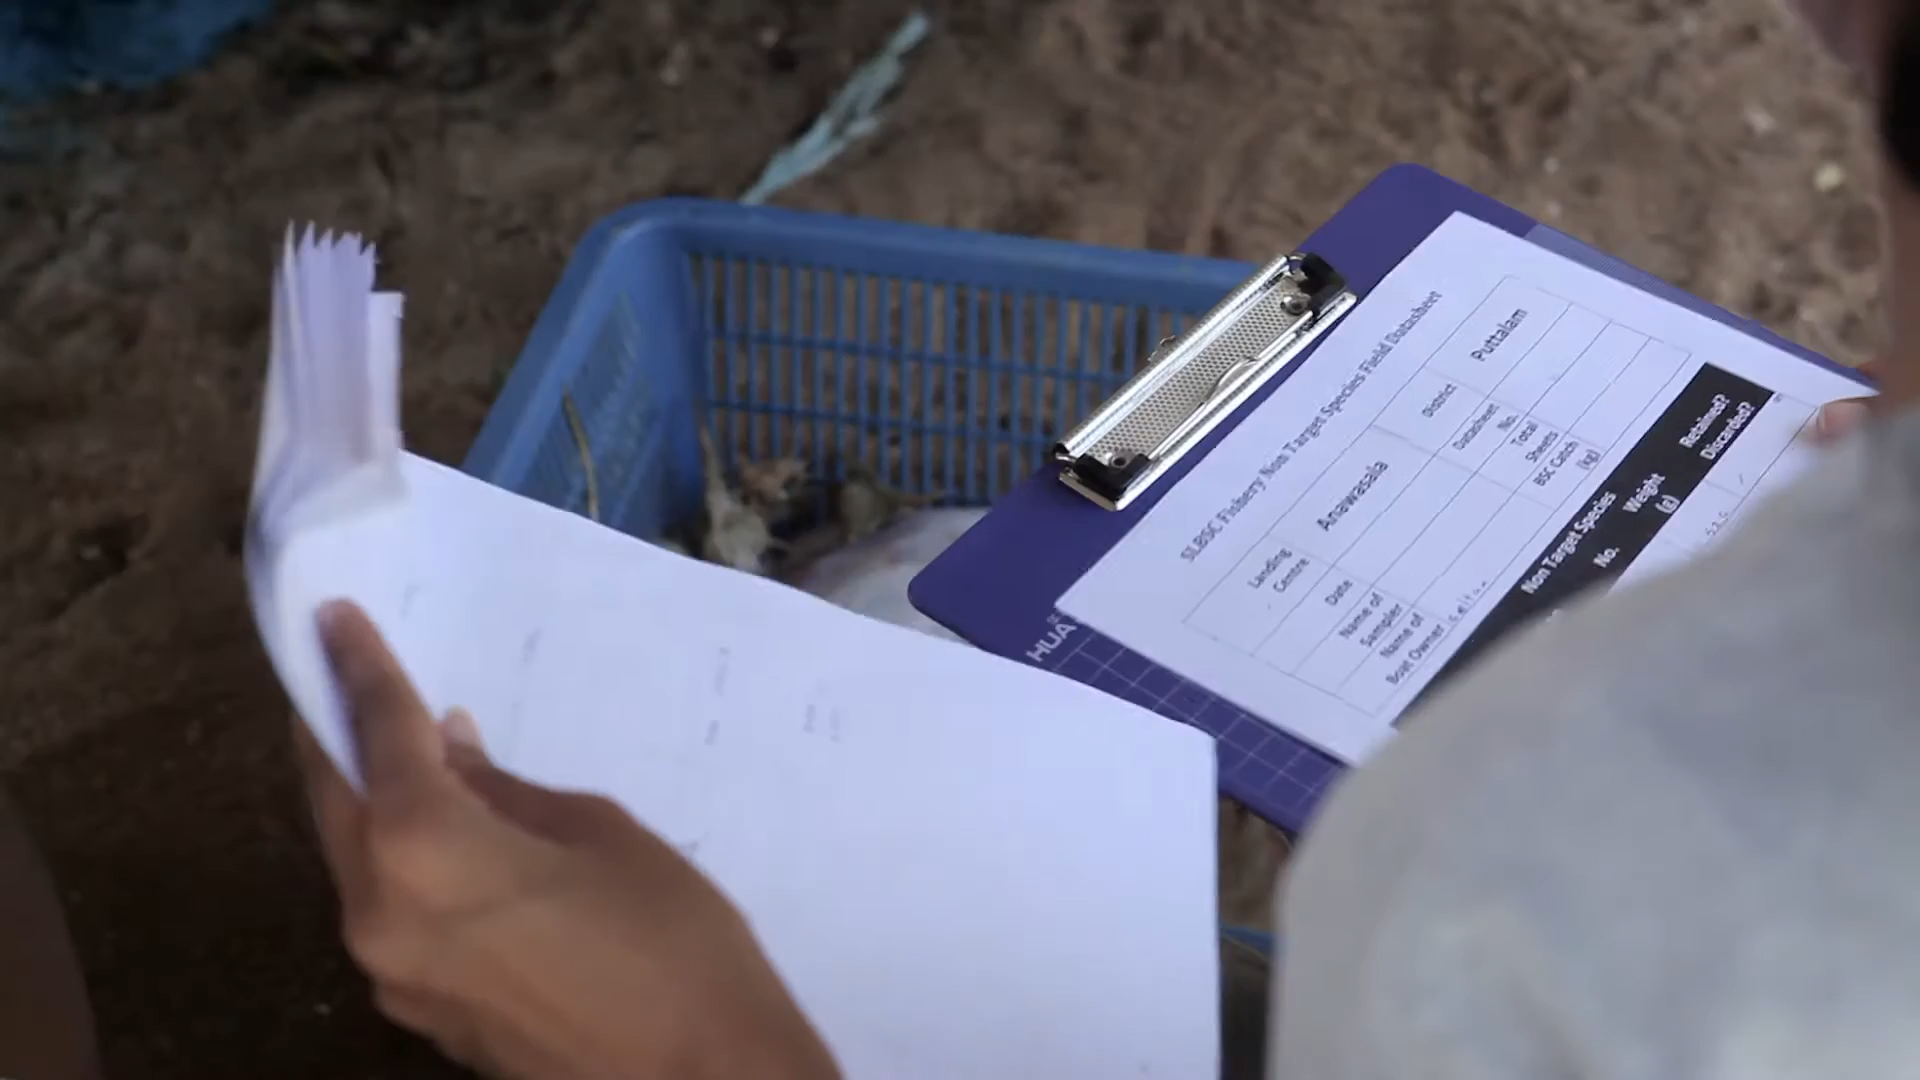 SLBSC Fishery Non Target Species Field Datasheet
Landing
Centre
Anawasala
District
Puttalam
Date
Datasheet
No.
Name of
Sampler
Total
Sheets
Name of
Boat Owner
BSC Catch
(kg)
Non Target Species
No.
Weight
(g)
Retained?
Discarded?
HUA